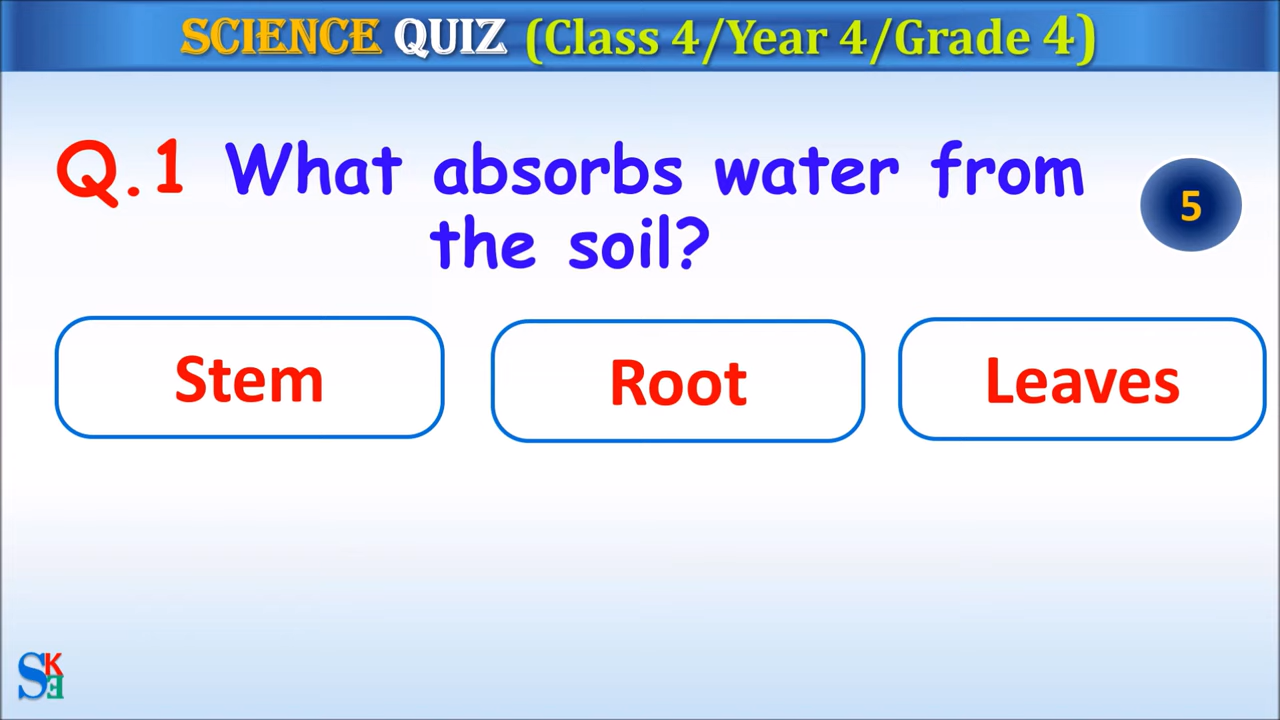 SCIENCE QUIZ (Class 4/Year 4/Grade 4)
Q.1 What absorbs water from
the soil?
5
Stem Root Leaves
SKE